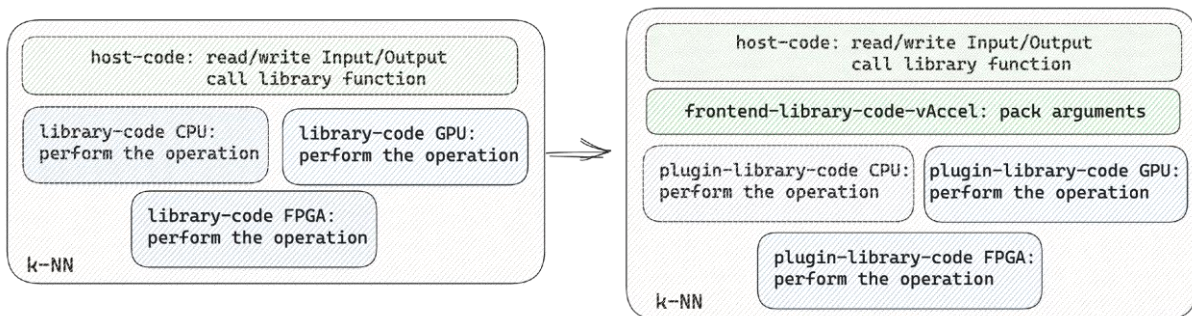 host-code: read/write Input/Output
call library function
library-code CPU:
perform the operation
library-code GPU:
perform the operation
library-code FPGA:
perform the operation
k-NN
host-code: read/write Input/Output
call library function
frontend-library-code-vAccel: pack arguments
plugin-library-code CPU:
perform the operation
plugin-library-code GPU:
perform the operation
plugin-library-code FPGA:
perform the operation
k-NN